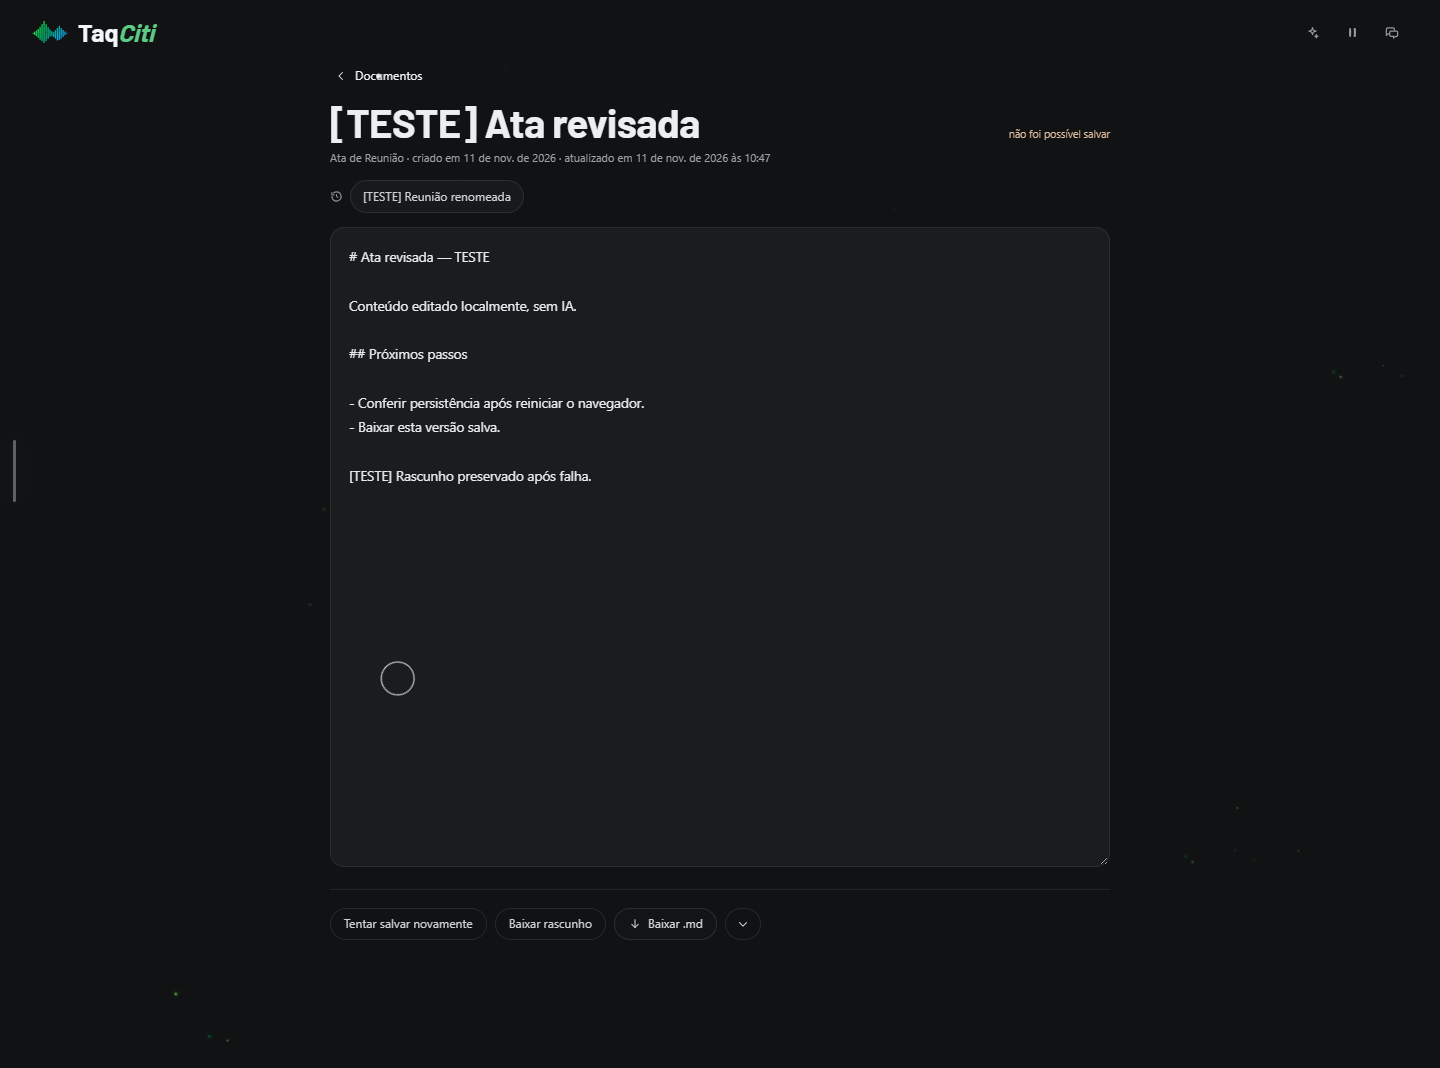 TaqCiti
Documentos
[TESTE] Ata revisada
não foi possível salvar
Ata de Reunião · criado em 11 de nov. de 2026 · atualizado em 11 de nov. de 2026 às 10:47
[TESTE] Reunião renomeada
# Ata revisada — TESTE
Conteúdo editado localmente, sem IA.
## Próximos passos
- Conferir persistência após reiniciar o navegador.
- Baixar esta versão salva.
[TESTE] Rascunho preservado após falha.
Tentar salvar novamente
Baixar rascunho
Baixar .md